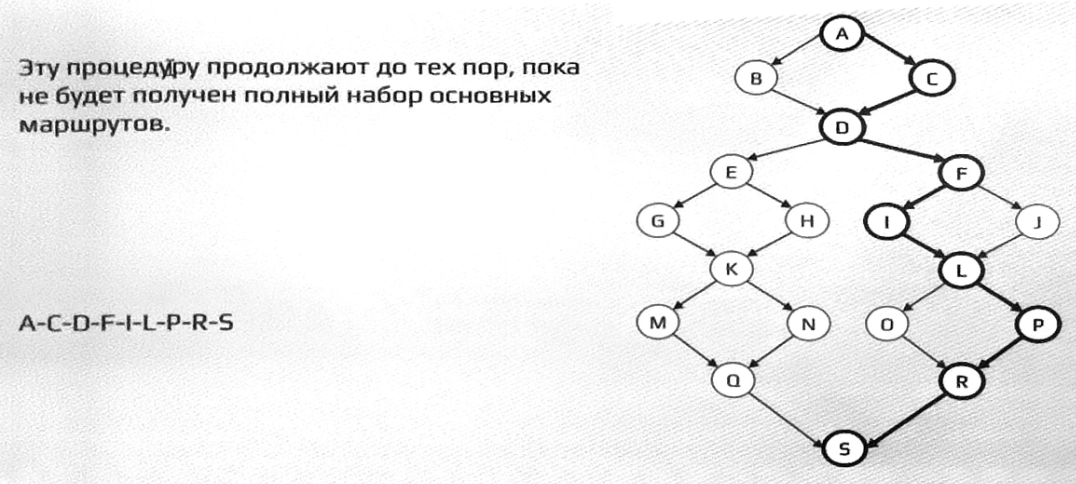 Эту процедуру продолжают до тех пор, пока
не будет получен полный набор основных
маршрутов.
A-C-D-F-I-L-P-R-S
A
B
C
D
E
F
G
H
I
J
K
L
M
N
O
P
Q
R
S